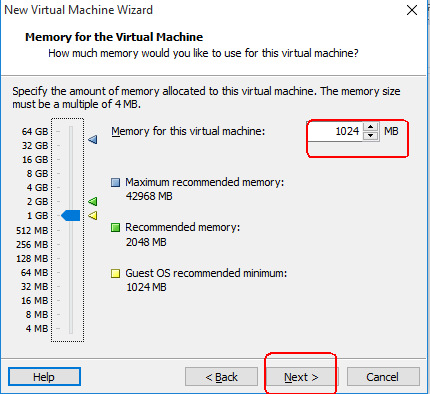 New Virtual Machine Wizard
Memory for the Virtual Machine
How much memory would you like to use for this virtual machine?
Specify the amount of memory allocated to this virtual machine. The memory size
must be a multiple of 4 MB.
64 GB
32 GB
16 GB
8 GB
4 GB
2 GB
1 GB
512 MB
256 MB
128 MB
64 MB
32 MB
16 MB
8 MB
4 MB
Memory for this virtual machine:
1024
MB
Maximum recommended memory:
42968 MB
Recommended memory:
2048 MB
Guest OS recommended minimum:
1024 MB
Help
< Back
Next >
Cancel